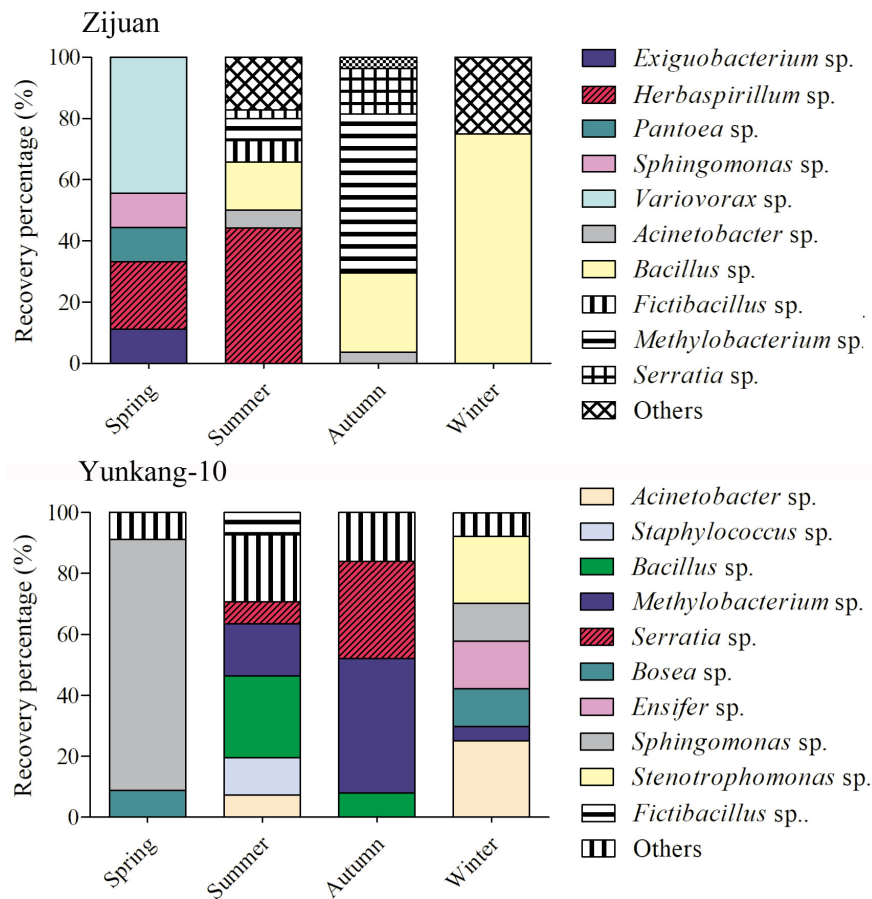 Zijuan
Recovery percentage (%)
100
80
60
40
20
0
Spring
Summer
Autumn
Winter
Exiguobacterium sp.
Herbaspirillum sp.
Pantoea sp.
Sphingomonas sp.
Variovorax sp.
Acinetobacter sp.
Bacillus sp.
Fictibacillus sp.
Methylobacterium sp.
Serratia sp.
Others
Yunkang-10
Recovery percentage (%)
100
80
60
40
20
0
Spring
Summer
Autumn
Winter
Acinetobacter sp.
Staphylococcus sp.
Bacillus sp.
Methylobacterium sp.
Serratia sp.
Bosea sp.
Ensifer sp.
Sphingomonas sp.
Stenotrophomonas sp.
Fictibacillus sp..
Others